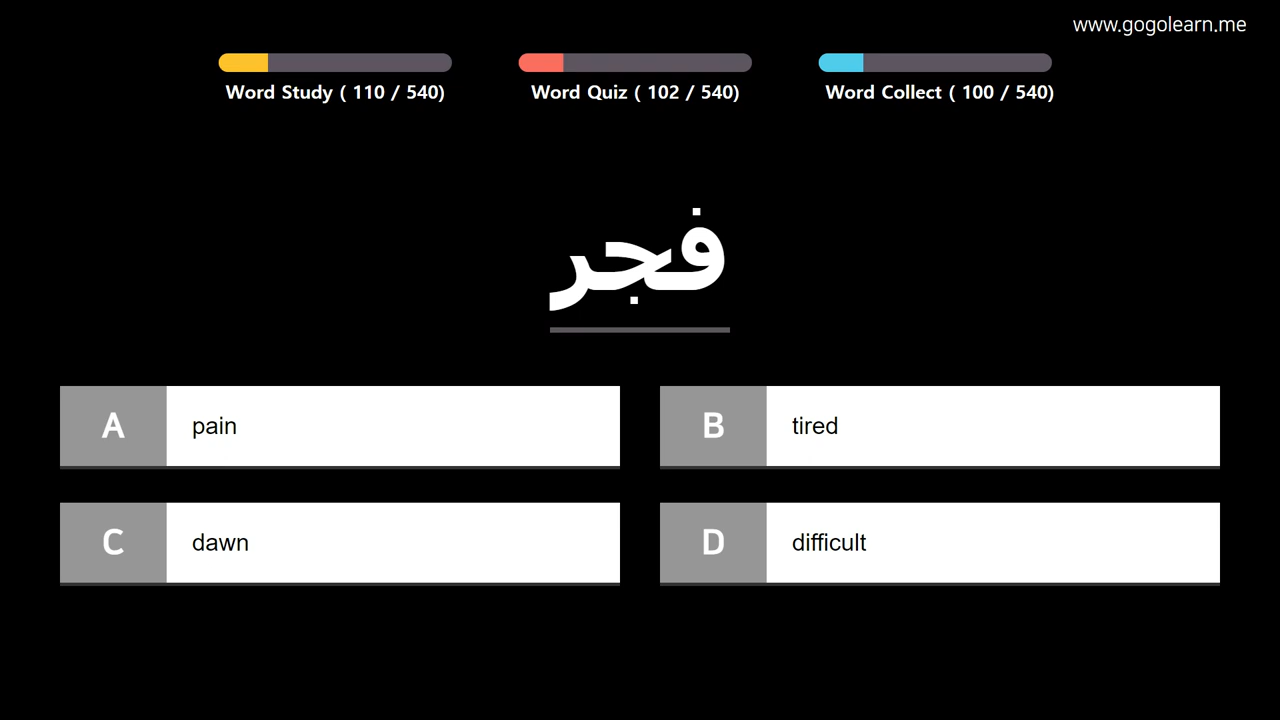 www.gogolearn.me
Word Study ( 110 / 540)
Word Quiz ( 102 / 540)
Word Collect ( 100 / 540)
فجر
A pain
B tired
C dawn
D difficult